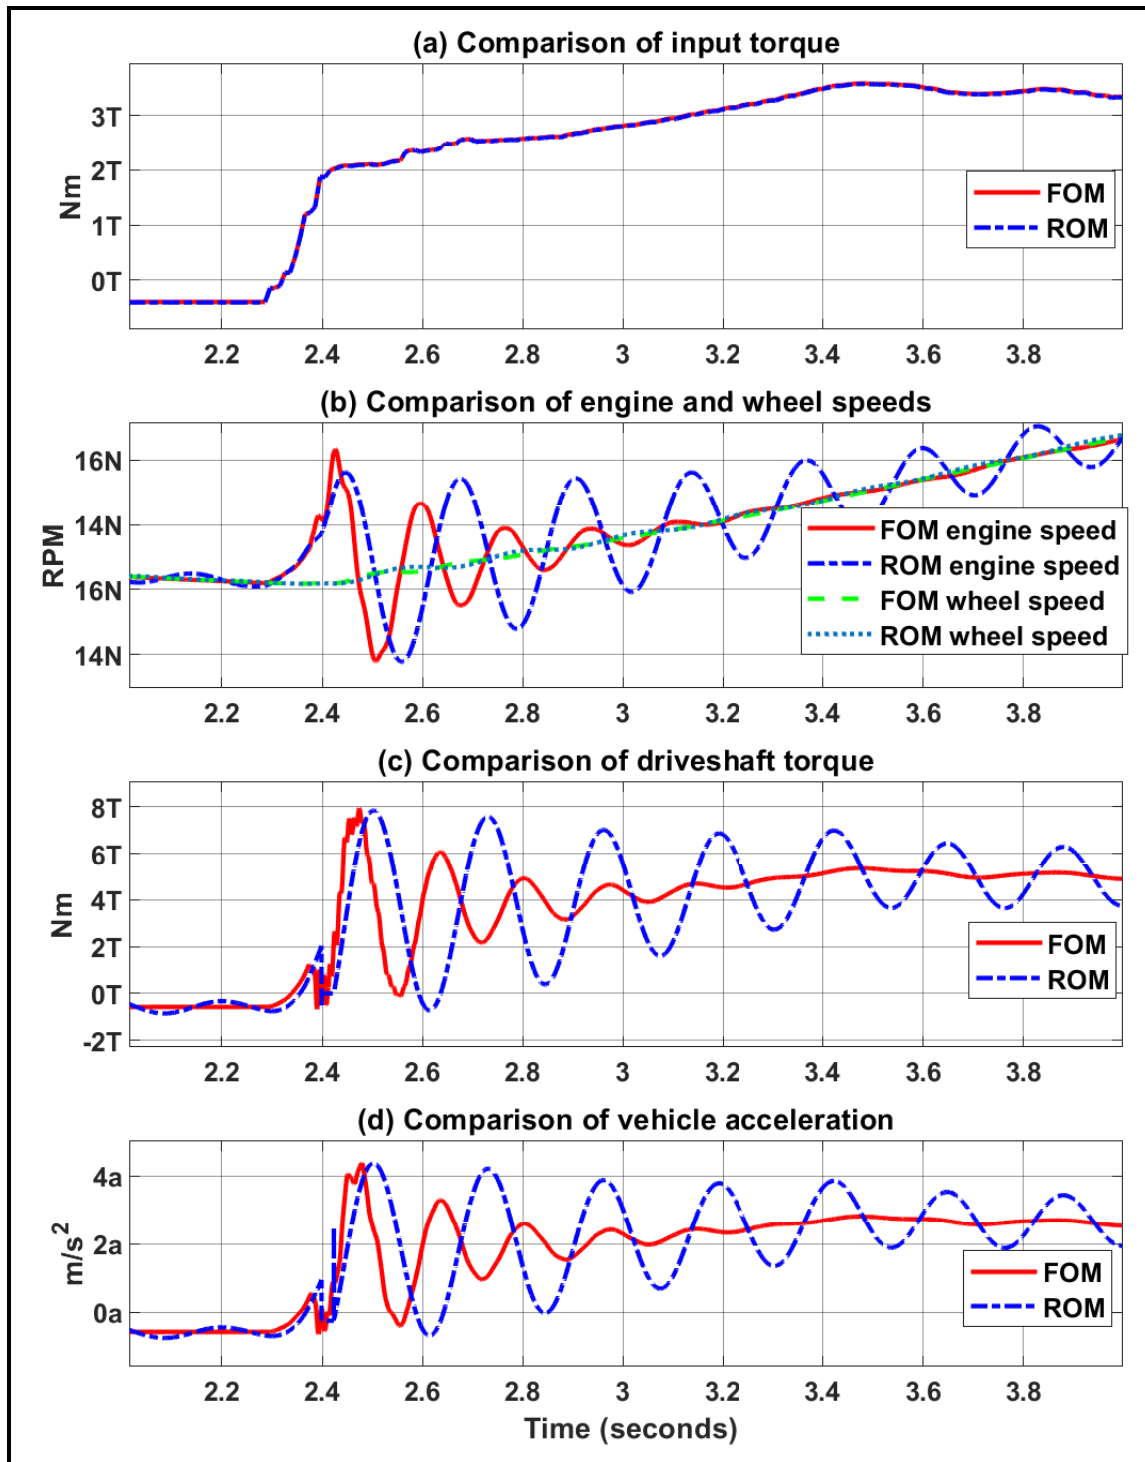 (a) Comparison of input torque
3T
2T
1T
0T
Nm
FOM
ROM
2.2 2.4 2.6 2.8 3 3.2 3.4 3.6 3.8
(b) Comparison of engine and wheel speeds
16N
14N
16N
14N
RPM
FOM engine speed
ROM engine speed
FOM wheel speed
ROM wheel speed
2.2 2.4 2.6 2.8 3 3.2 3.4 3.6 3.8
(c) Comparison of driveshaft torque
8T
6T
4T
2T
0T
-2T
Nm
FOM
ROM
2.2 2.4 2.6 2.8 3 3.2 3.4 3.6 3.8
(d) Comparison of vehicle acceleration
4a
2a
0a
m/s²
FOM
ROM
2.2 2.4 2.6 2.8 3 3.2 3.4 3.6 3.8
Time (seconds)